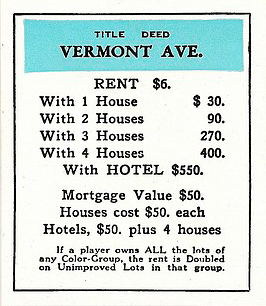 TITLE DEED
VERMONT AVE.
RENT $6.
With 1 House $ 30.
With 2 Houses 90.
With 3 Houses 270.
With 4 Houses 400.
With HOTEL $550.
Mortgage Value $50.
Houses cost $50. each
Hotels, $50. plus 4 houses
If a player owns ALL the lots of
any Color-Group, the rent is Doubled
on Unimproved Lots in that group.